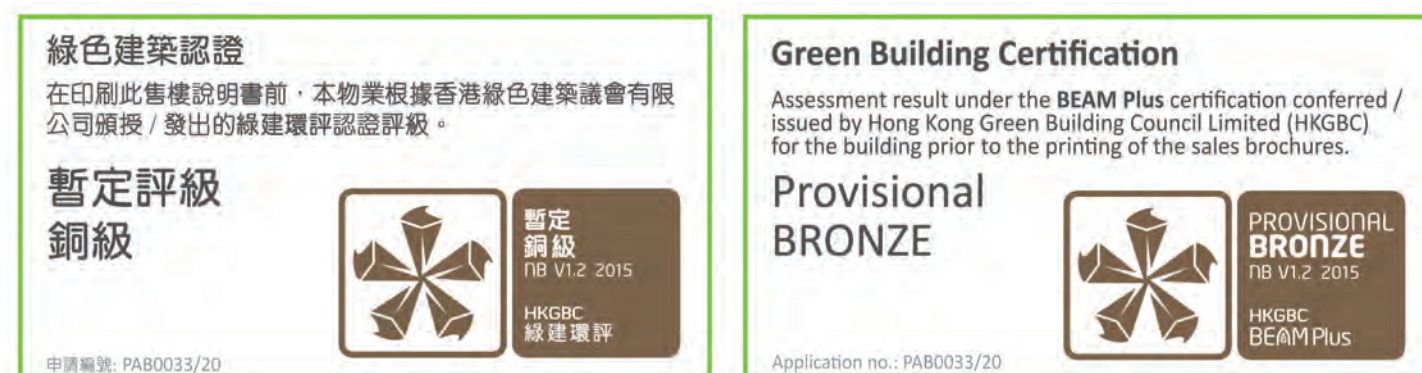 綠色建築認證
在印刷此售樓說明書前，本物業根據香港綠色建築議會有限
公司頒授 / 發出的綠建環評認證評級。
暫定評級
銅級
暫定
銅級
NB V1.2 2015
HKGBC
綠建環評
申請編號: PAB0033/20
Green Building Certification
Assessment result under the BEAM Plus certification conferred /
issued by Hong Kong Green Building Council Limited (HKGBC)
for the building prior to the printing of the sales brochures.
Provisional
BRONZE
PROVISIONAL
BRONZE
NB V1.2 2015
HKGBC
BEAM Plus
Application no.: PAB0033/20